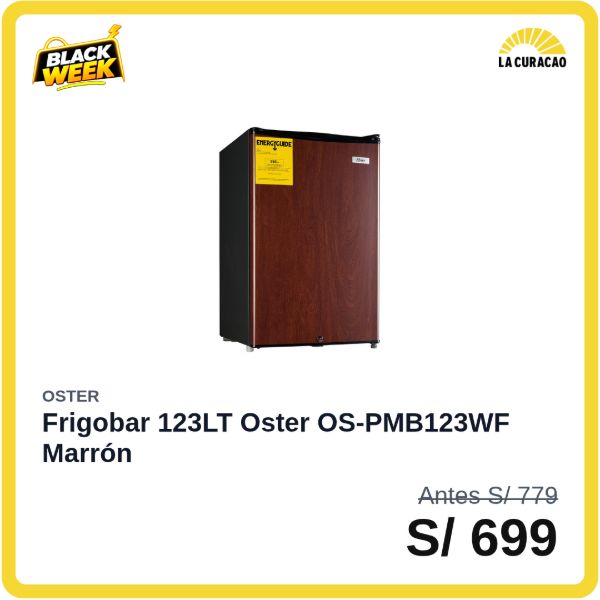 BLACK
WEEK
LA CURACAO
ENERGYGUIDE
OSTER
Frigobar 123LT Oster OS-PMB123WF
Marrón
Antes S/ 779
S/ 699